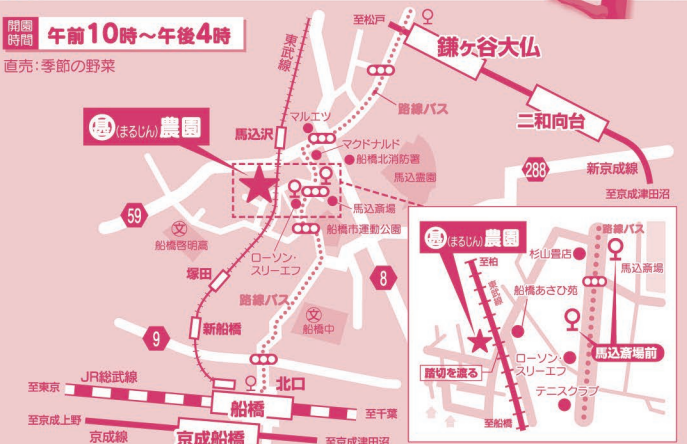 開園時間 午前10時～午後4時
直売：季節の野菜
至松戸
鎌ヶ谷大仏
東武線
路線バス
二和向台
マルエツ
基(まるじん)農園
馬込沢
マクドナルド
船橋北消防署
馬込霊園
288
新京成線
至京成津田沼
59
馬込斎場
文
船橋啓明高
ローソン・
スリーエフ
船橋市運動公園
塚田
8
路線バス
文
船橋中
新船橋
9
北口
JR総武線
至東京
船橋
至千葉
至京成上野
京成線
京成船橋
至京成津田沼
基(まるじん)農園
路線バス
杉山畳店
至柏
馬込斎場
東武線
船橋あさひ苑
馬込斎場前
ローソン・
スリーエフ
踏切を渡る
テニスクラブ
至船橋